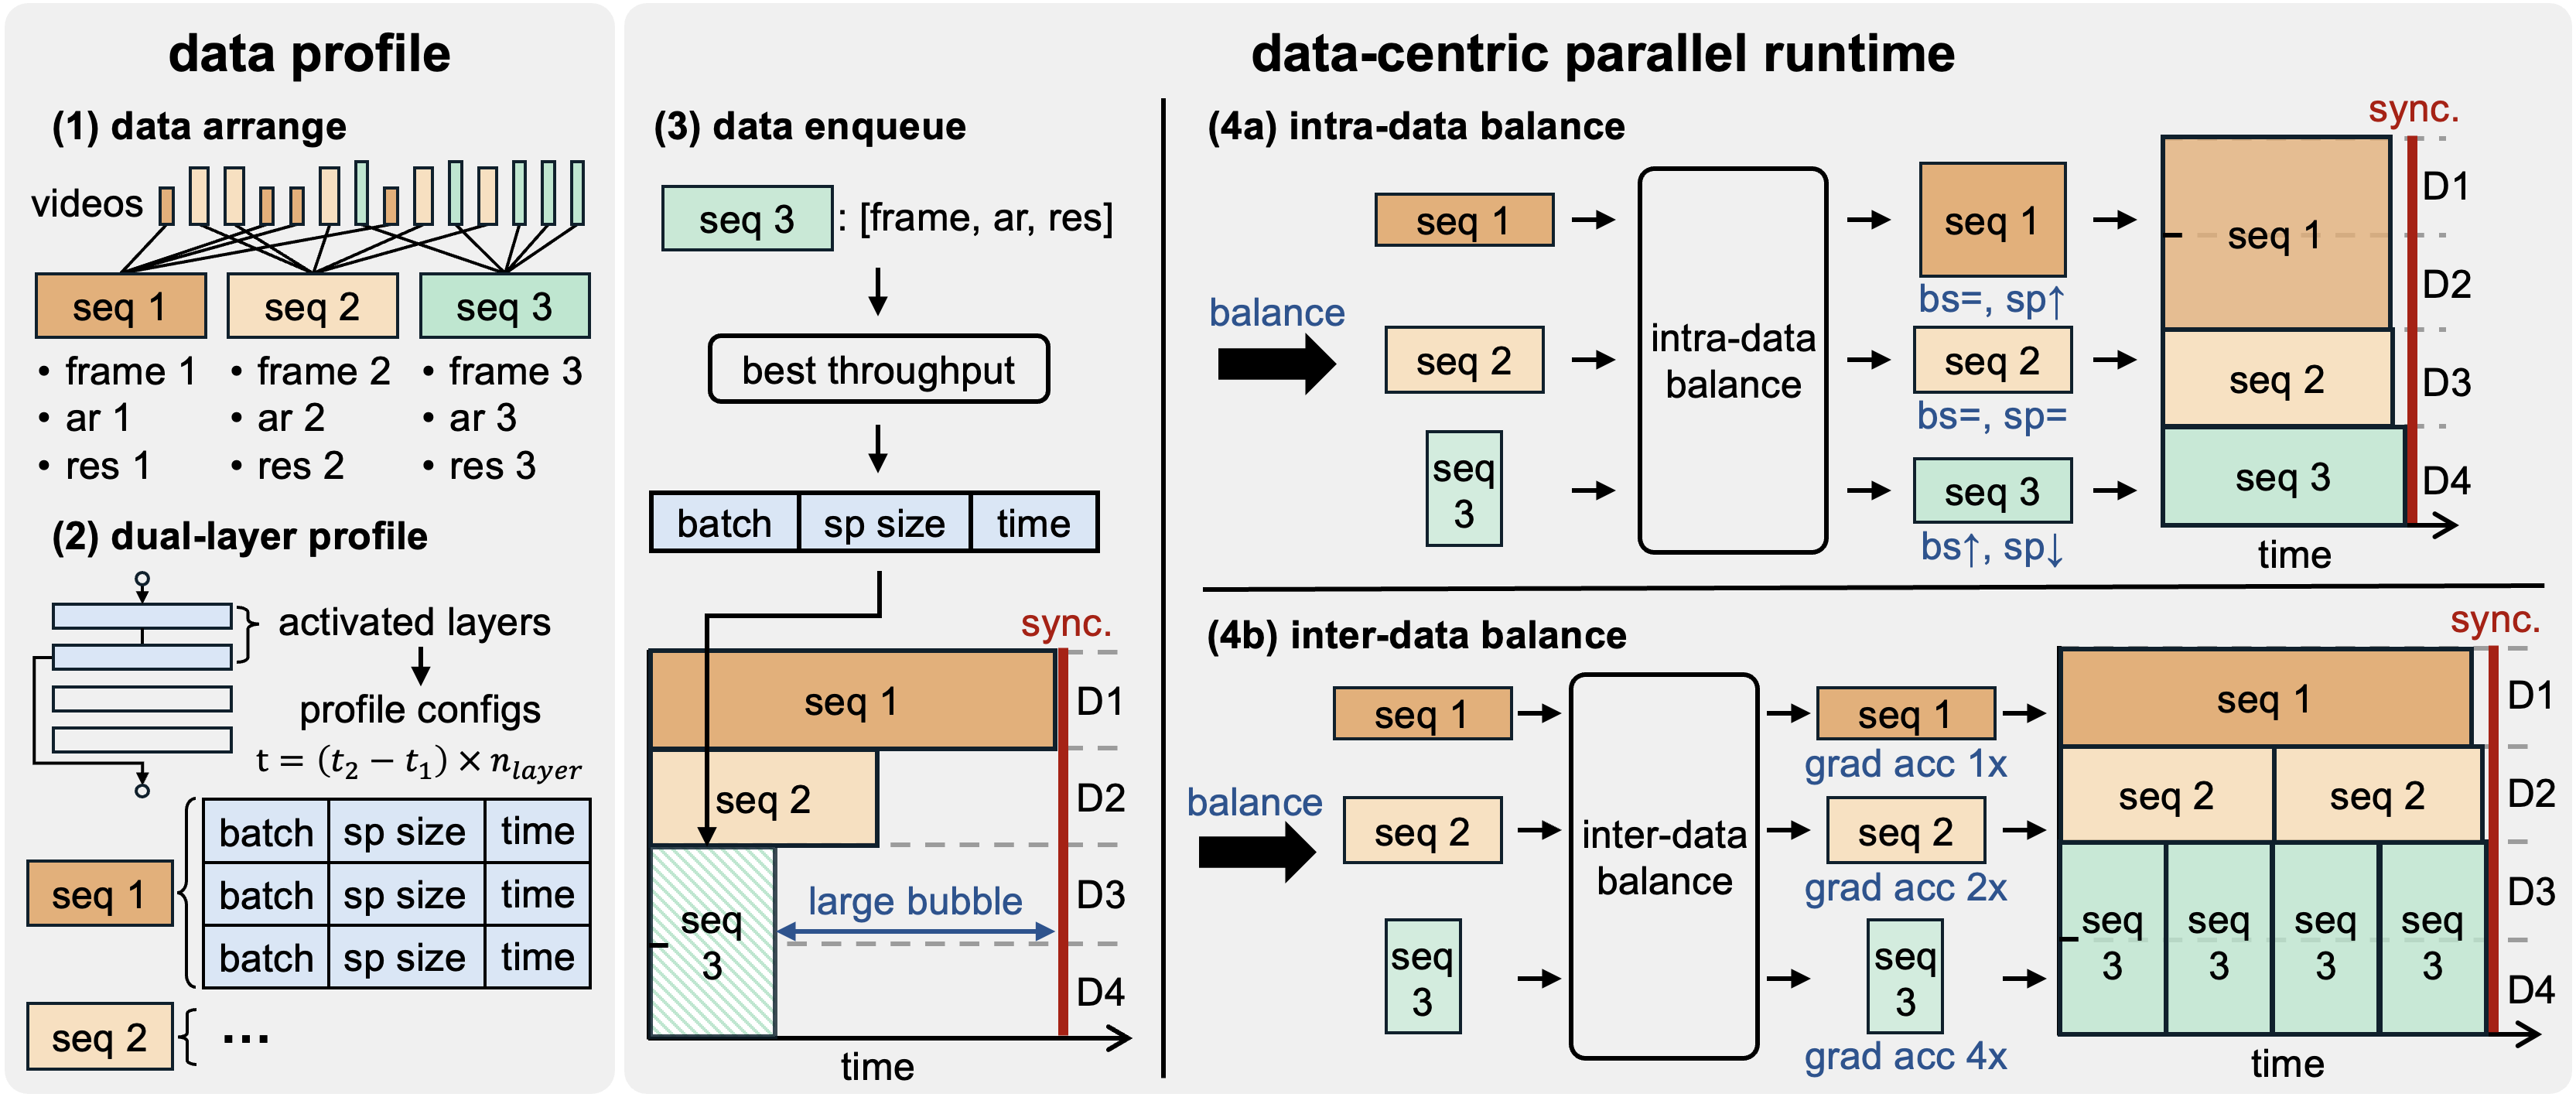 data profile
(1) data arrange
videos
seq 1
seq 2
seq 3
• frame 1
• ar 1
• res 1
• frame 2
• ar 2
• res 2
• frame 3
• ar 3
• res 3
(2) dual-layer profile
activated layers
profile configs
t = (t₂ − t₁) × n_layer
seq 1
batch sp size time
batch sp size time
batch sp size time
seq 2
...
data-centric parallel runtime
(3) data enqueue
seq 3 : [frame, ar, res]
best throughput
batch sp size time
sync.
seq 1
D1
seq 2
D2
seq
3
large bubble
D3
D4
time
(4a) intra-data balance
balance
seq 1
seq 2
seq
3
intra-data
balance
seq 1
bs=, sp↑
seq 2
bs=, sp=
seq 3
bs↑, sp↓
sync.
seq 1
D1
D2
seq 2
D3
seq 3
D4
time
(4b) inter-data balance
balance
seq 1
seq 2
seq
3
inter-data
balance
seq 1
grad acc 1x
seq 2
grad acc 2x
seq
3
grad acc 4x
sync.
seq 1
D1
seq 2 seq 2
D2
seq seq seq seq
3 3 3 3
D3
D4
time